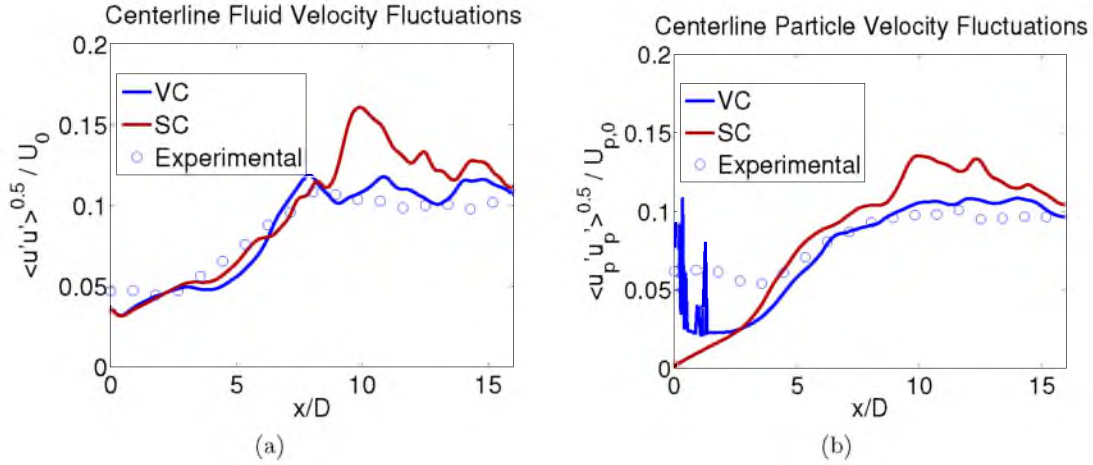 Centerline Fluid Velocity Fluctuations
0.2
0.15
0.1
0.05
0
VC
SC
Experimental
<u'u'>^0.5 / U_0
0 5 10 15
x/D
(a)
Centerline Particle Velocity Fluctuations
0.2
0.15
0.1
0.05
0
VC
SC
Experimental
<u_p'u_p'>^0.5 / U_p,0
0 5 10 15
x/D
(b)